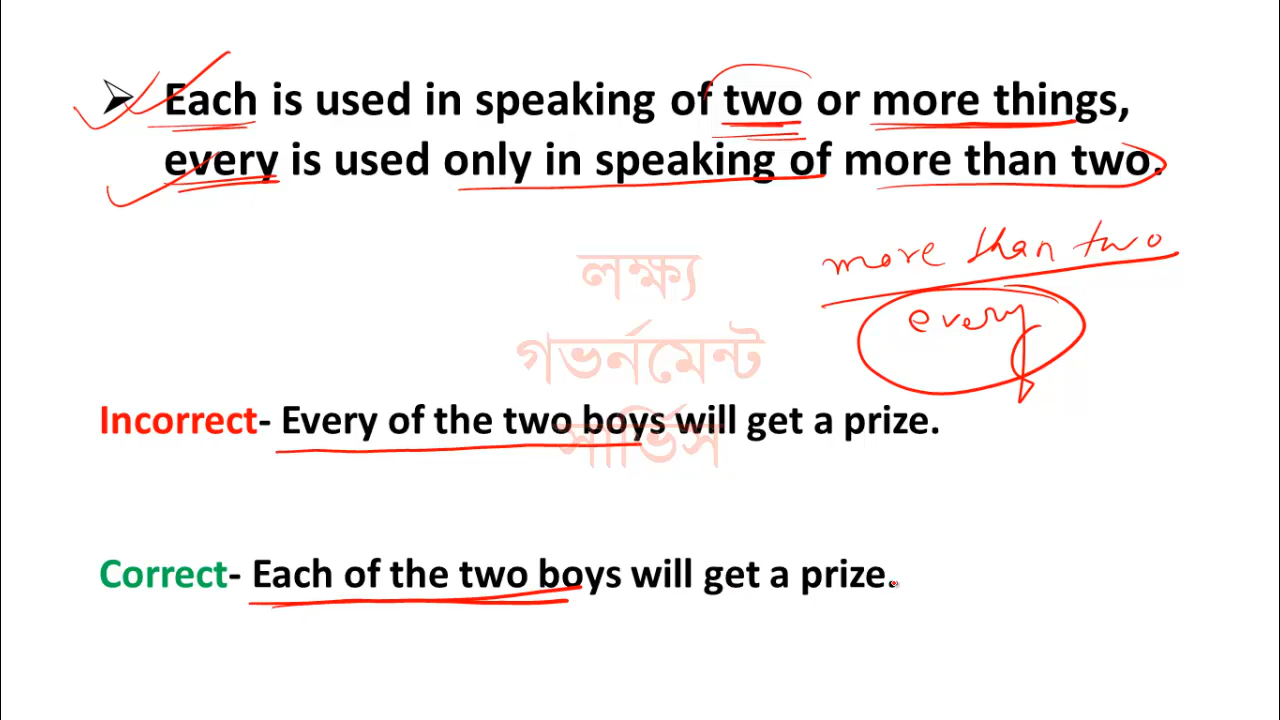 Each is used in speaking of two or more things,
every is used only in speaking of more than two.
more than two
every
লক্ষ্য
গভর্নমেন্ট
সার্ভিস
Incorrect- Every of the two boys will get a prize.
Correct- Each of the two boys will get a prize.